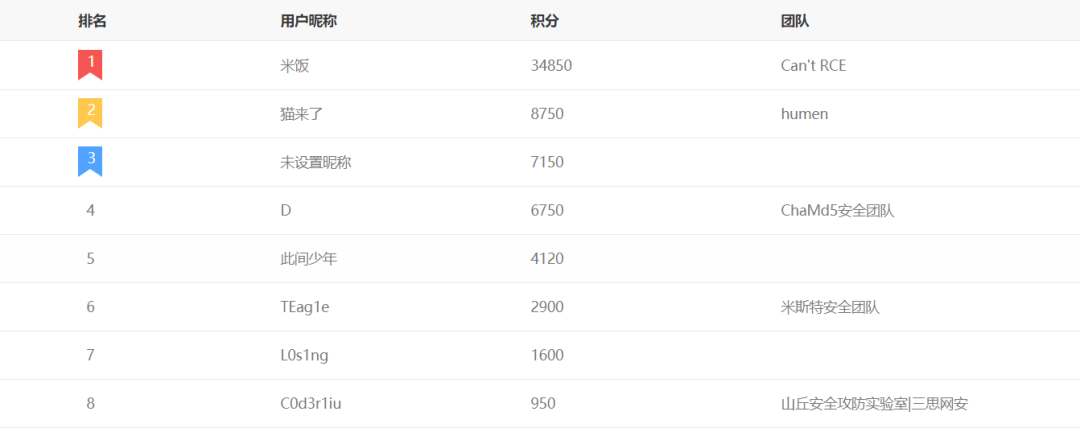 排名 用户昵称 积分 团队
1 米饭 34850 Can't RCE
2 猫来了 8750 humen
3 未设置昵称 7150
4 D 6750 ChaMd5安全团队
5 此间少年 4120
6 TEag1e 2900 米斯特安全团队
7 L0s1ng 1600
8 C0d3r1iu 950 山丘安全攻防实验室|三思网安